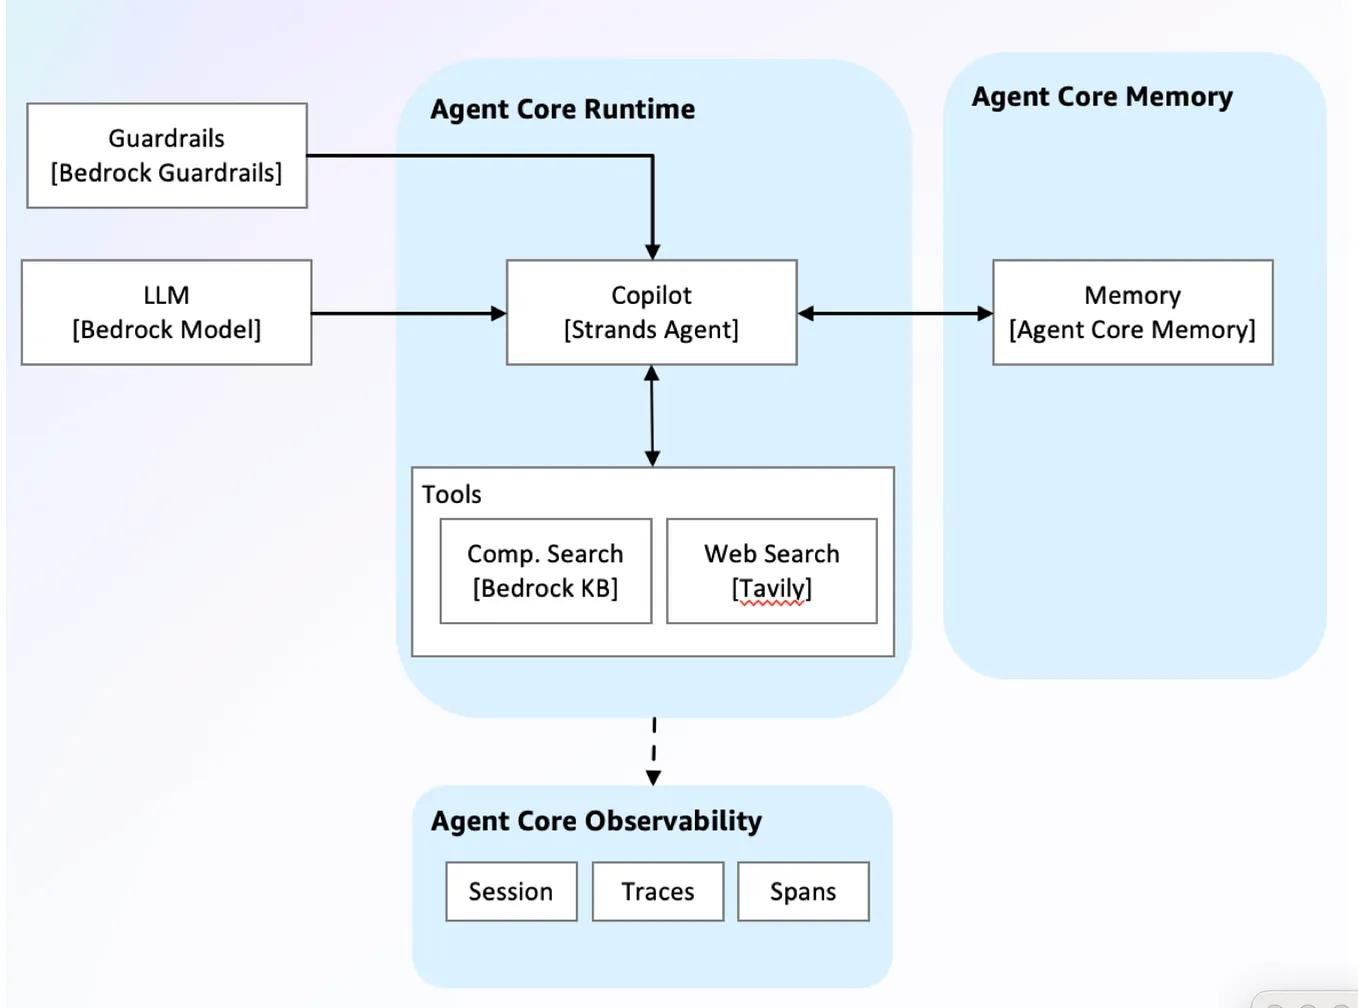 Agent Core Runtime
Agent Core Memory
Guardrails
[Bedrock Guardrails]
LLM
[Bedrock Model]
Copilot
[Strands Agent]
Memory
[Agent Core Memory]
Tools
Comp. Search
[Bedrock KB]
Web Search
[Tavily]
Agent Core Observability
Session
Traces
Spans